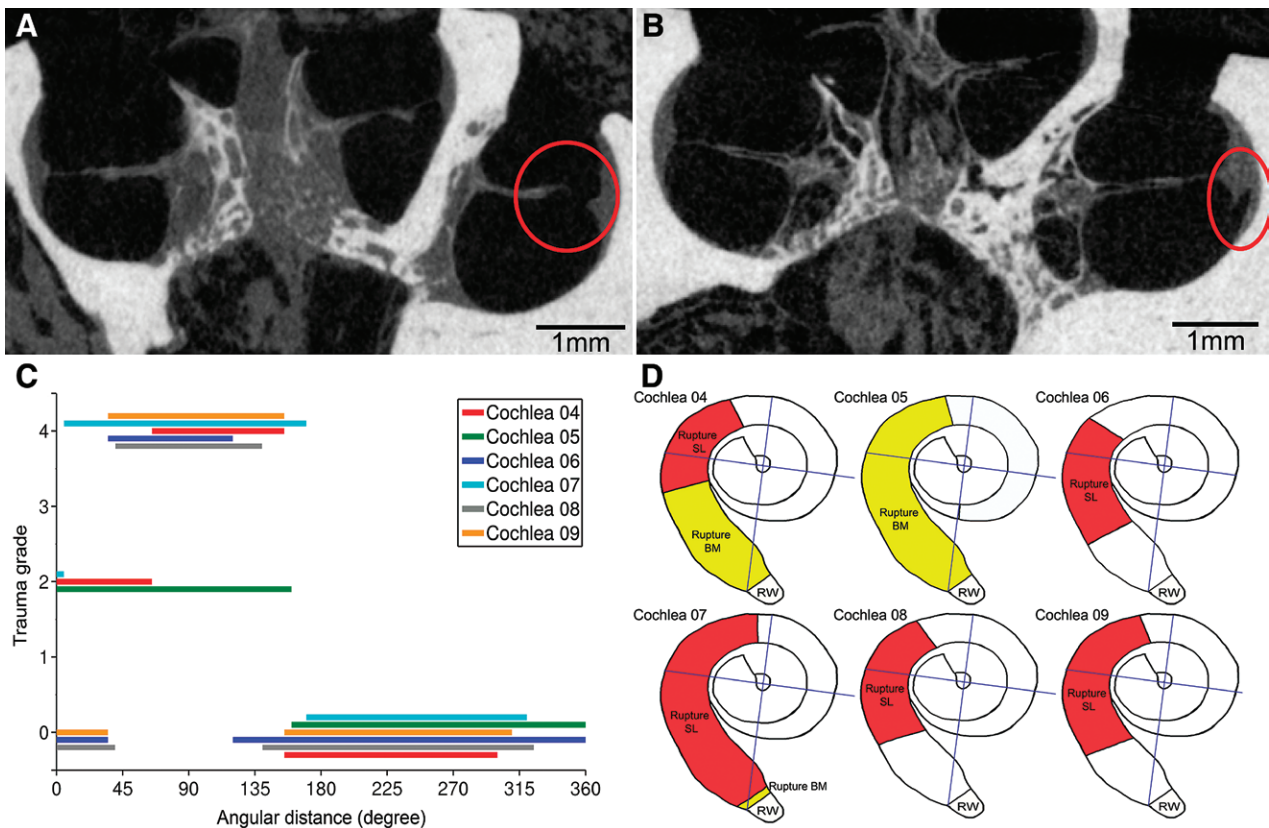 A
1mm
B
1mm
C
Trauma grade
4
3
2
1
0
0 45 90 135 180 225 270 315 360
Angular distance (degree)
Cochlea 04
Cochlea 05
Cochlea 06
Cochlea 07
Cochlea 08
Cochlea 09
D
Cochlea 04
Rupture
SL
Rupture
BM
RW
Cochlea 05
Rupture
BM
RW
Cochlea 06
Rupture
SL
RW
Cochlea 07
Rupture
SL
Rupture BM
RW
Cochlea 08
Rupture
SL
RW
Cochlea 09
Rupture
SL
RW